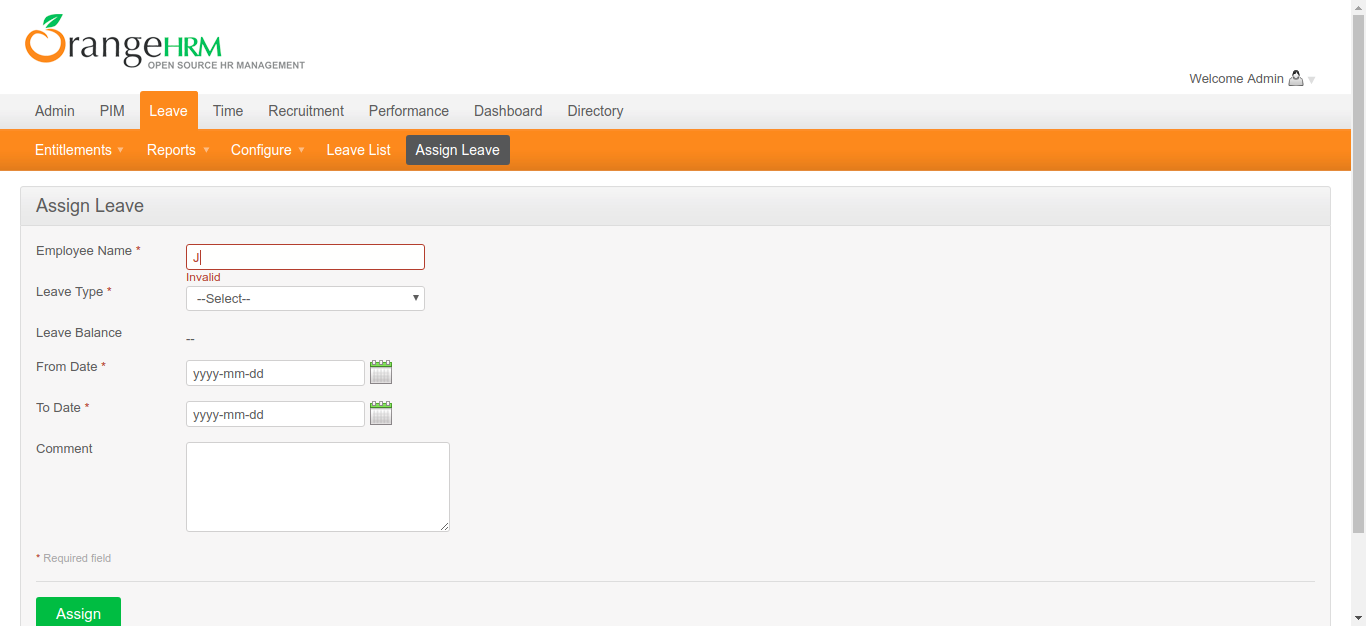 OrangeHRM
OPEN SOURCE HR MANAGEMENT
Welcome Admin
Admin PIM Leave Time Recruitment Performance Dashboard Directory
Entitlements Reports Configure Leave List Assign Leave
Assign Leave
Employee Name * J
Invalid
Leave Type * --Select--
Leave Balance --
From Date * yyyy-mm-dd
To Date * yyyy-mm-dd
Comment
* Required field
Assign